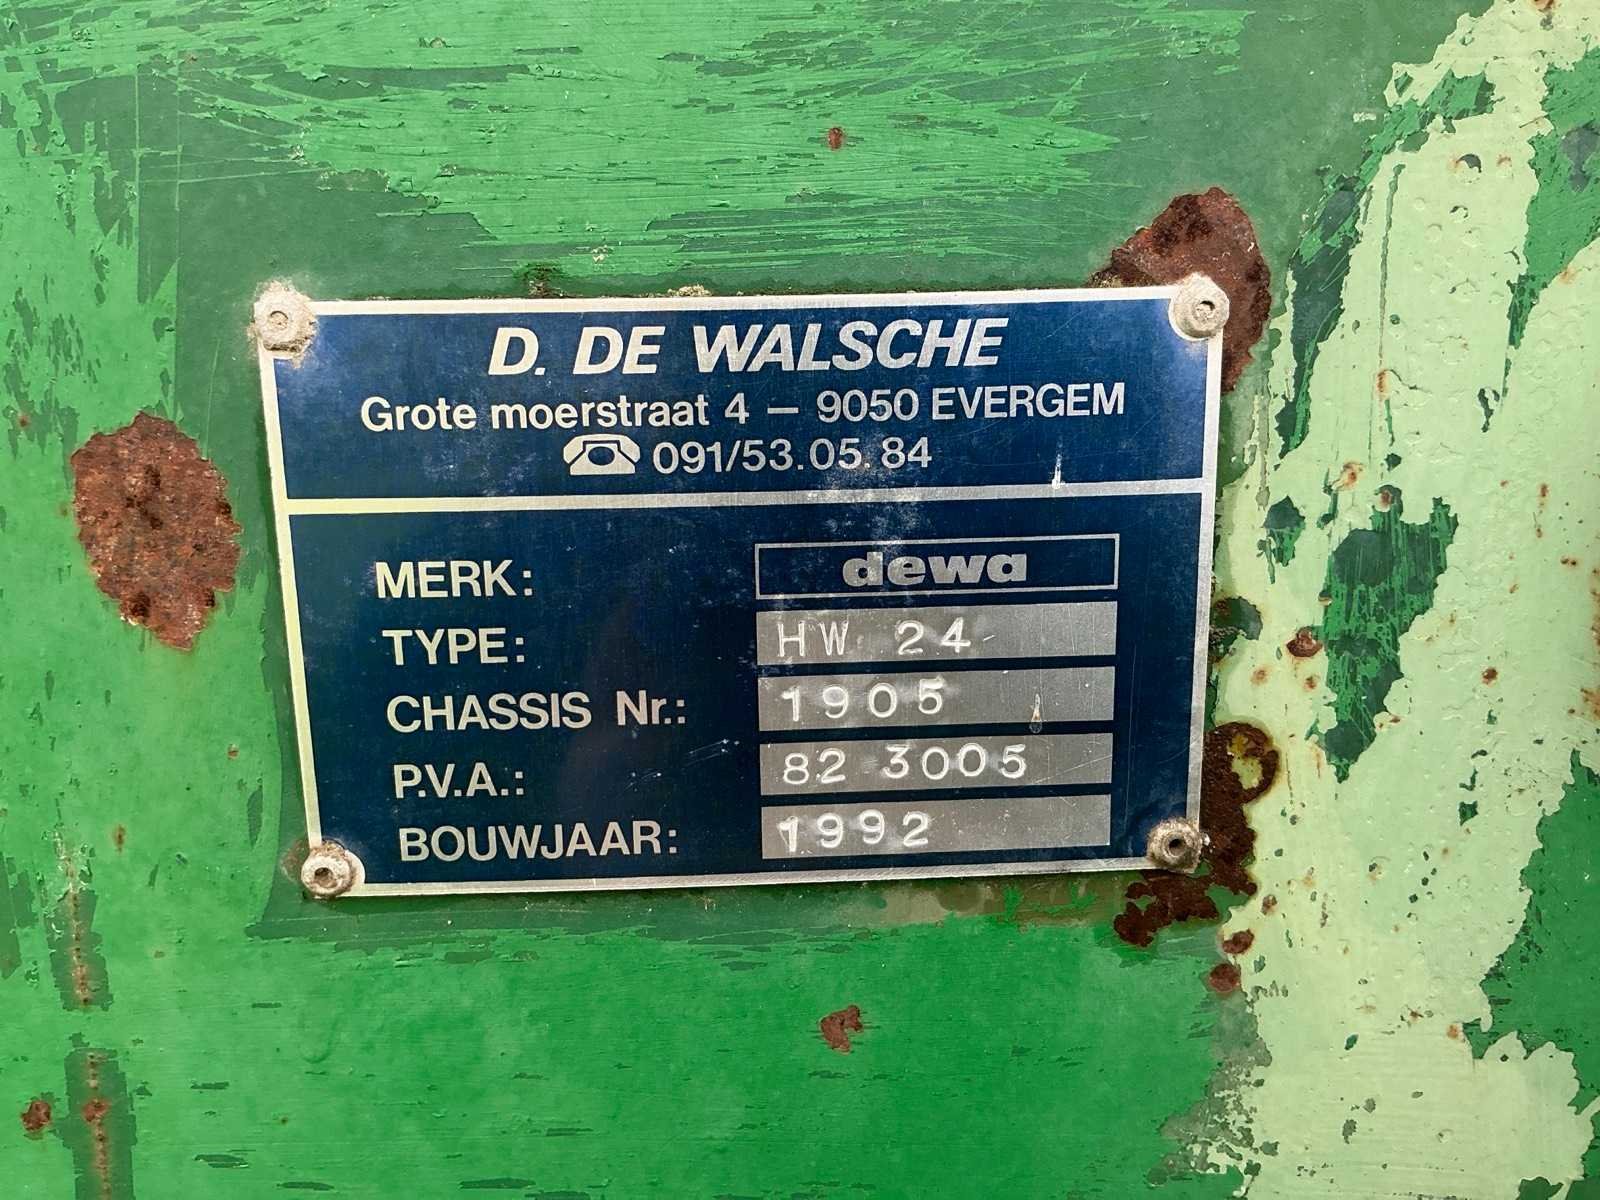 D. DE WALSCHE
Grote moerstraat 4 — 9050 EVERGEM
☎ 091/53.05.84
MERK: dewa
TYPE: HW 24
CHASSIS Nr.: 1905
P.V.A.: 82 3005
BOUWJAAR: 1992